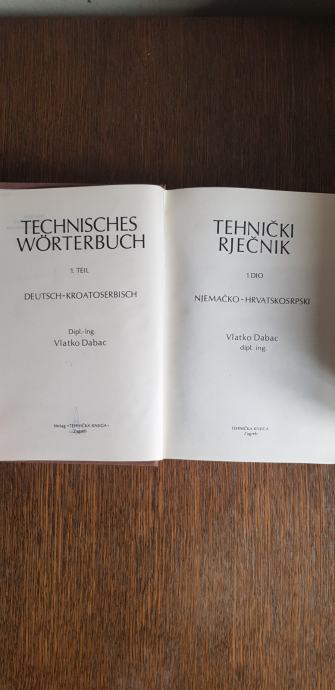 TECHNISCHES
WÖRTERBUCH
1. TEIL
DEUTSCH-KROATOSERBISCH
Dipl.-Ing.
Vlatko Dabac
Verlag »TEHNIČKA KNJIGA«
Zagreb
TEHNIČKI
RJEČNIK
1. DIO
NJEMAČKO-HRVATSKOSRPSKI
Vlatko Dabac
dipl. ing.
TEHNIČKA KNJIGA
Zagreb